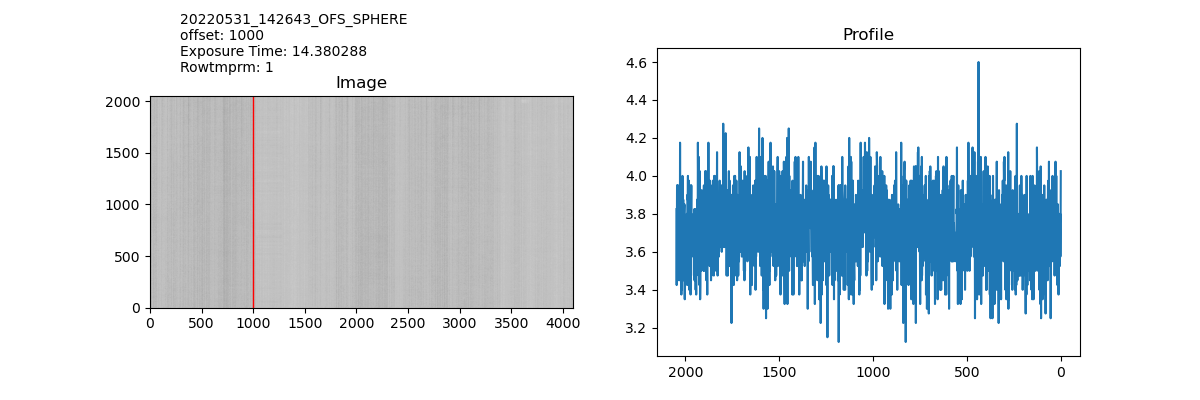 20220531_142643_OFS_SPHERE
offset: 1000
Exposure Time: 14.380288
Rowtmprm: 1
Image
2000
1500
1000
500
0
0 500 1000 1500 2000 2500 3000 3500 4000
Profile
4.6
4.4
4.2
4.0
3.8
3.6
3.4
3.2
2000 1500 1000 500 0